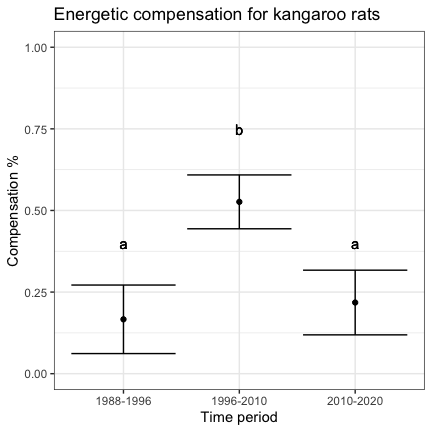 Energetic compensation for kangaroo rats
Compensation %
1.00
0.75
0.50
0.25
0.00
a
b
a
1988-1996
1996-2010
2010-2020
Time period